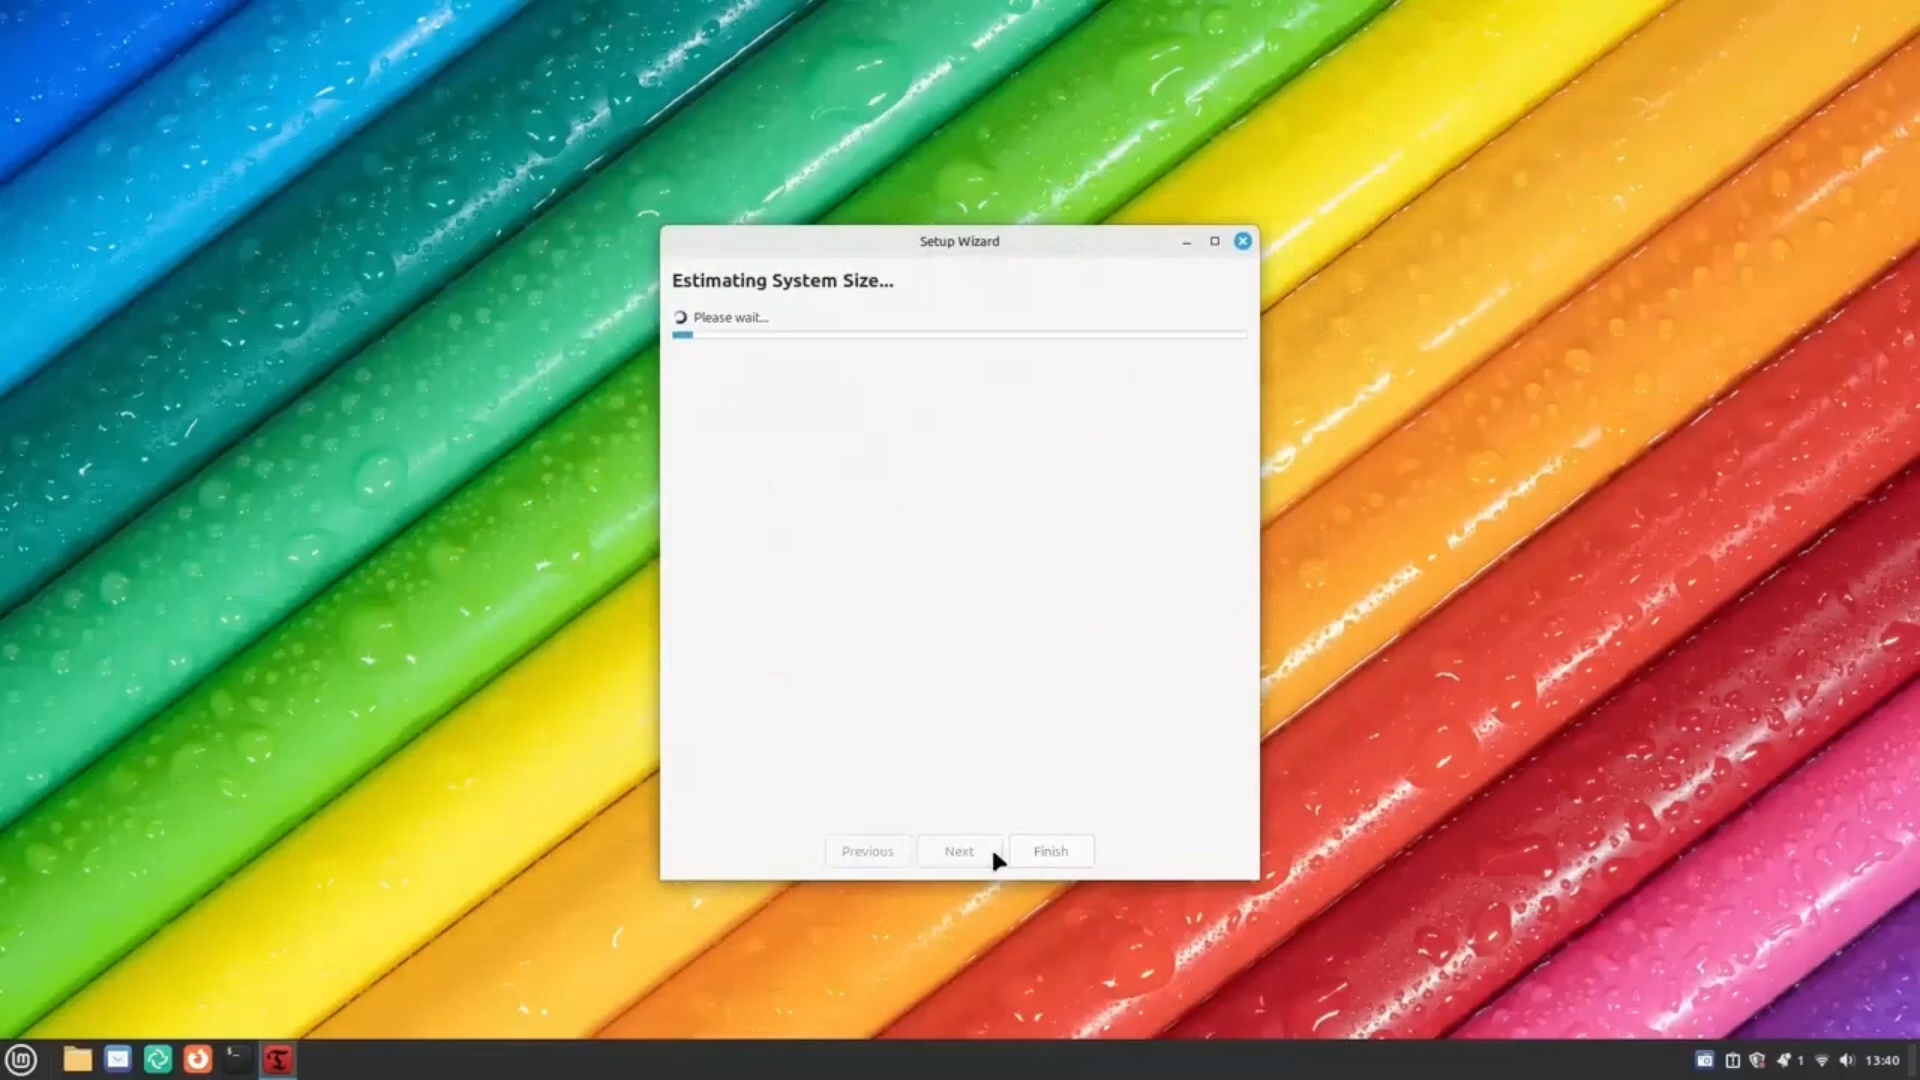 Setup Wizard
Estimating System Size...
Please wait...
Previous
Next
Finish
1
13:40